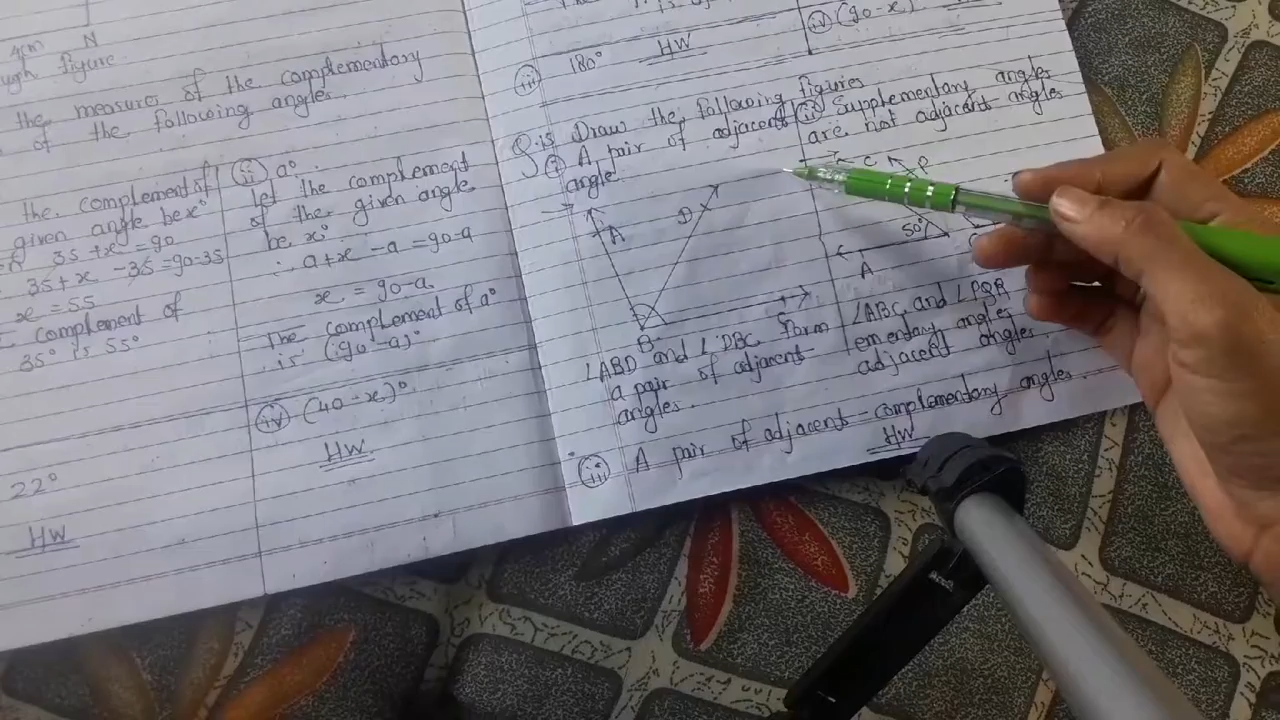 4cm N
ugh figure
the measures of the complementary
of the following angles.
the complement of
given angle be x°
35 + x = 90
35 + x - 35 = 90 - 35
x = 55
complement of
35° is 55°
22°
HW
(ii) a°
let the complement
of the given angle
be x°
∴ a + x - a = 90 - a
x = 90 - a
The complement of a°
is (90 - a)°
(iv) (40 - x)°
HW
(iii) 180°
HW
(iv) (90 - x)
Q.15 Draw the following figures
(i) A pair of adjacent
angle
A
D
B
C
∠ABD and ∠DBC form
a pair of adjacent
angles.
(ii) Supplementary angles
are not adjacent angles
C
P
50°
A
∠ABC and ∠PQR
ementary angles
adjacent angles.
(iii) A pair of adjacent-complementary angles.
HW